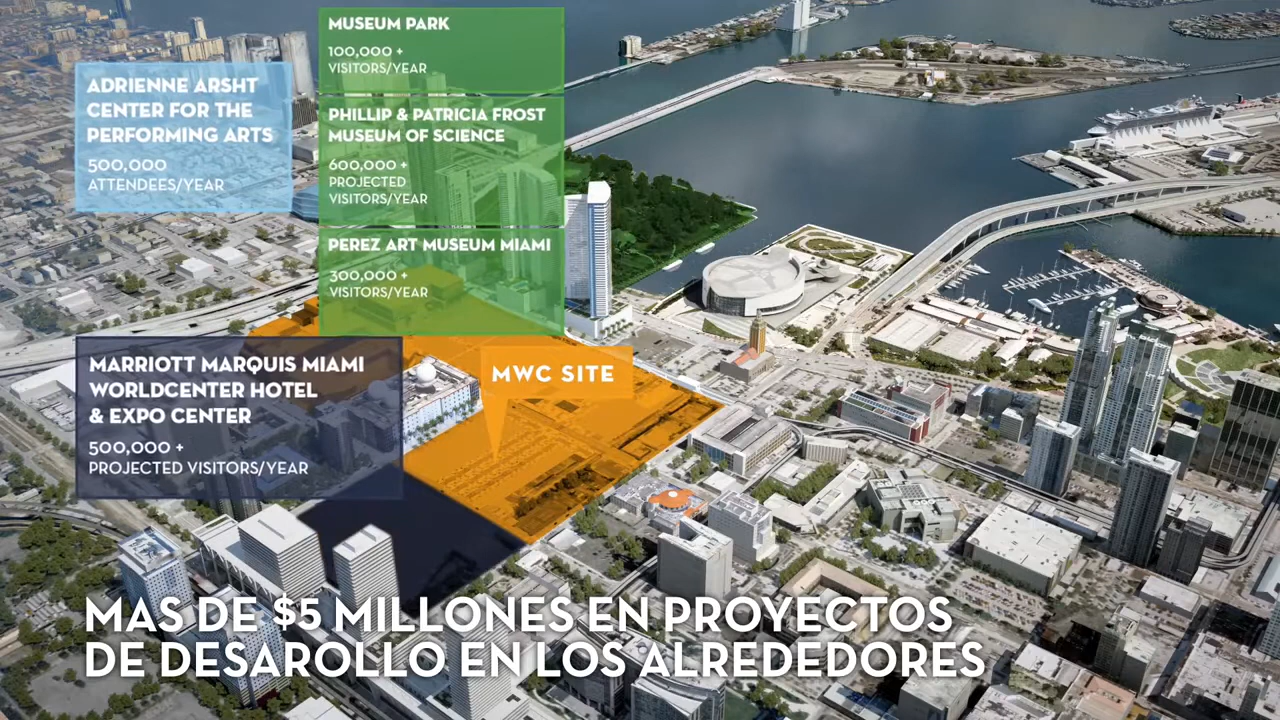 MUSEUM PARK
100,000 +
VISITORS/YEAR
ADRIENNE ARSHT
CENTER FOR THE
PERFORMING ARTS
500,000
ATTENDEES/YEAR
PHILLIP & PATRICIA FROST
MUSEUM OF SCIENCE
600,000 +
PROJECTED
VISITORS/YEAR
PEREZ ART MUSEUM MIAMI
300,000 +
VISITORS/YEAR
MARRIOTT MARQUIS MIAMI
WORLDCENTER HOTEL
& EXPO CENTER
500,000 +
PROJECTED VISITORS/YEAR
MWC SITE
MAS DE $5 MILLONES EN PROYECTOS
DE DESAROLLO EN LOS ALREDEDORES